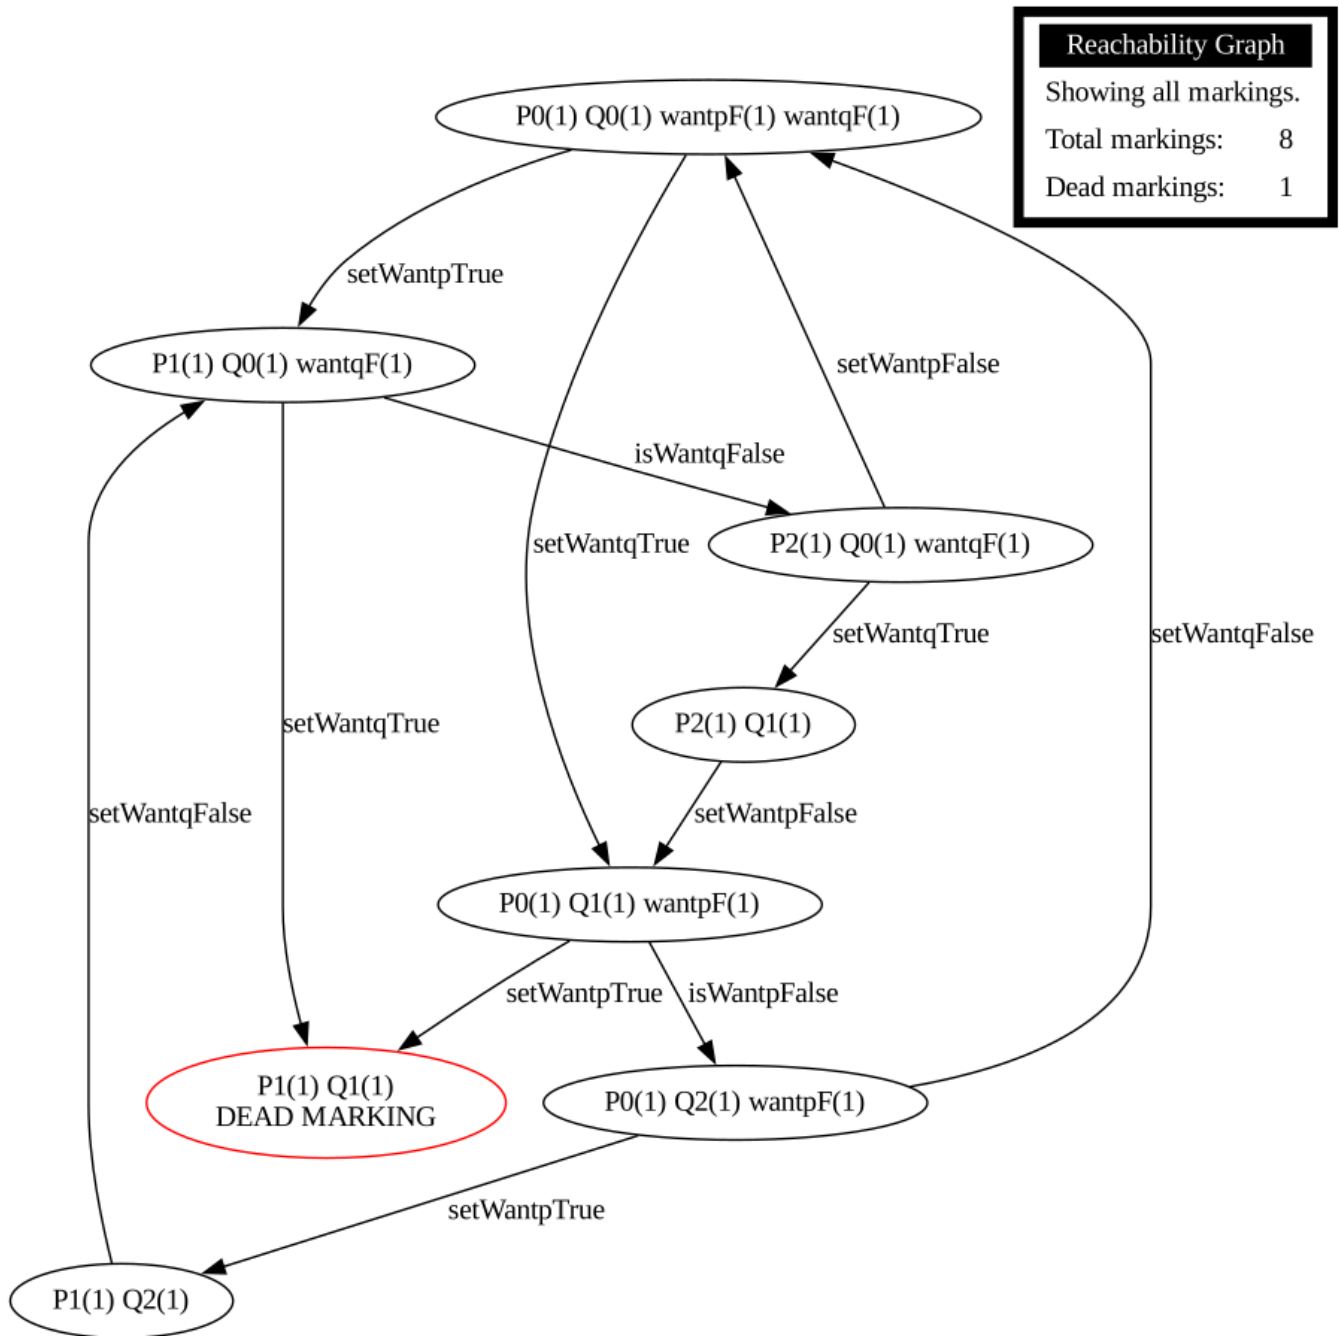 Reachability Graph
Showing all markings.
Total markings: 8
Dead markings: 1
P0(1) Q0(1) wantpF(1) wantqF(1)
setWantpTrue
P1(1) Q0(1) wantqF(1)
setWantpFalse
isWantqFalse
setWantqTrue
P2(1) Q0(1) wantqF(1)
setWantqTrue
setWantqFalse
setWantqTrue
P2(1) Q1(1)
setWantqFalse
setWantpFalse
P0(1) Q1(1) wantpF(1)
setWantpTrue
isWantpFalse
P1(1) Q1(1)
DEAD MARKING
P0(1) Q2(1) wantpF(1)
setWantpTrue
P1(1) Q2(1)